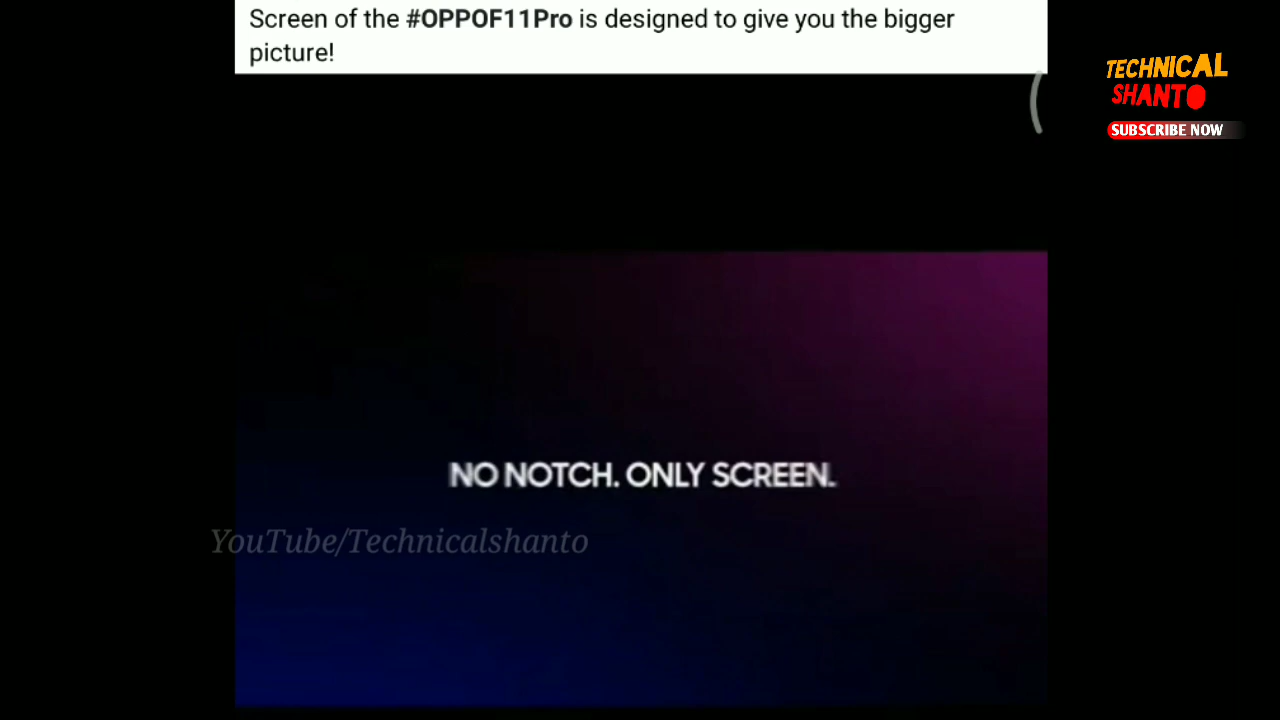 Screen of the #OPPOF11Pro is designed to give you the bigger
picture!
TECHNICAL
SHANTO
SUBSCRIBE NOW
NO NOTCH. ONLY SCREEN.
YouTube/Technicalshanto